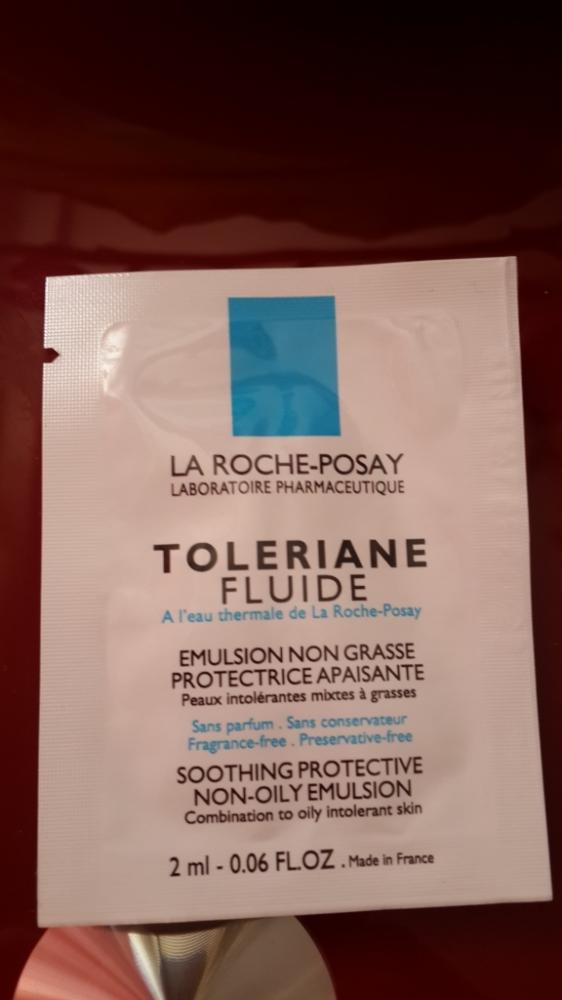 LA ROCHE-POSAY
LABORATOIRE PHARMACEUTIQUE
TOLERIANE
FLUIDE
A l'eau thermale de La Roche-Posay
EMULSION NON GRASSE
PROTECTRICE APAISANTE
Peaux intolérantes mixtes à grasses
Sans parfum . Sans conservateur
Fragrance-free . Preservative-free
SOOTHING PROTECTIVE
NON-OILY EMULSION
Combination to oily intolerant skin
2 ml - 0.06 FL.OZ . Made in France